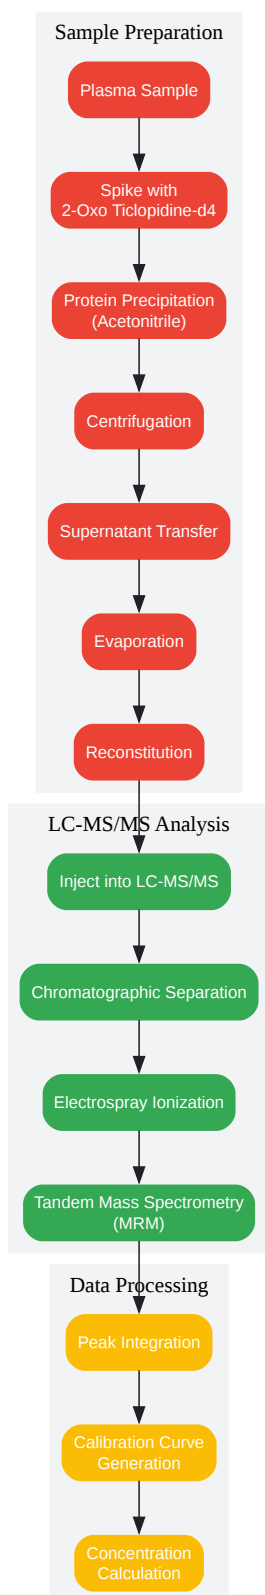 Sample Preparation
Plasma Sample
Spike with
2-Oxo Ticlopidine-d4
Protein Precipitation
(Acetonitrile)
Centrifugation
Supernatant Transfer
Evaporation
Reconstitution
LC-MS/MS Analysis
Inject into LC-MS/MS
Chromatographic Separation
Electrospray Ionization
Tandem Mass Spectrometry
(MRM)
Data Processing
Peak Integration
Calibration Curve
Generation
Concentration
Calculation